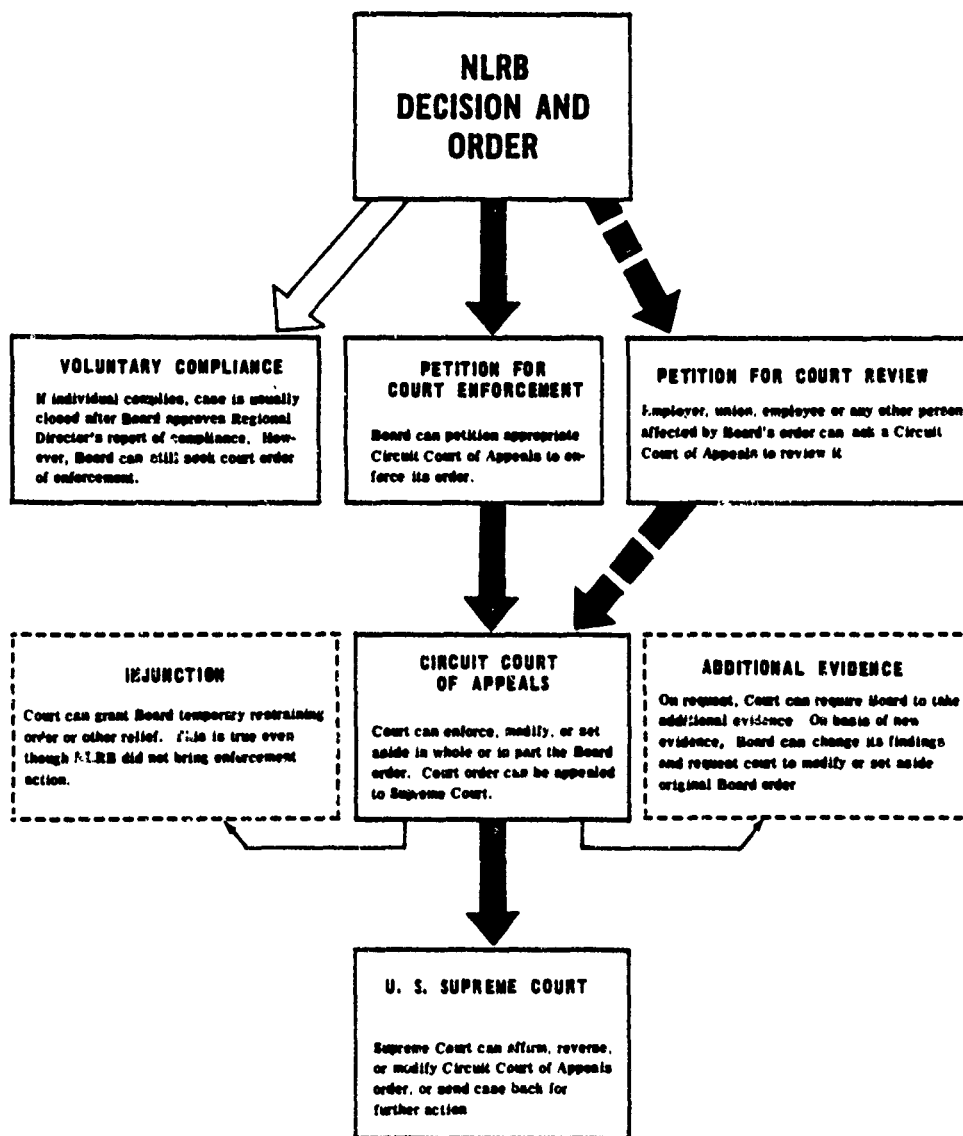 NLRB
DECISION AND
ORDER
VOLUNTARY COMPLIANCE
If individual complies, case is usually
closed after Board approves Regional
Director's report of compliance. How-
ever, Board can still seek court order
of enforcement.
PETITION FOR
COURT ENFORCEMENT
Board can petition appropriate
Circuit Court of Appeals to en-
force its order.
PETITION FOR COURT REVIEW
Employer, union, employee or any other person
affected by Board's order can ask a Circuit
Court of Appeals to review it
INJUNCTION
Court can grant Board temporary restraining
order or other relief. This is true even
though NLRB did not bring enforcement
action.
CIRCUIT COURT
OF APPEALS
Court can enforce, modify, or set
aside in whole or in part the Board
order. Court order can be appealed
to Supreme Court.
ADDITIONAL EVIDENCE
On request, Court can require Board to take
additional evidence On basis of new
evidence, Board can change its findings
and request court to modify or set aside
original Board order
U. S. SUPREME COURT
Supreme Court can affirm, reverse,
or modify Circuit Court of Appeals
order, or send case back for
further action